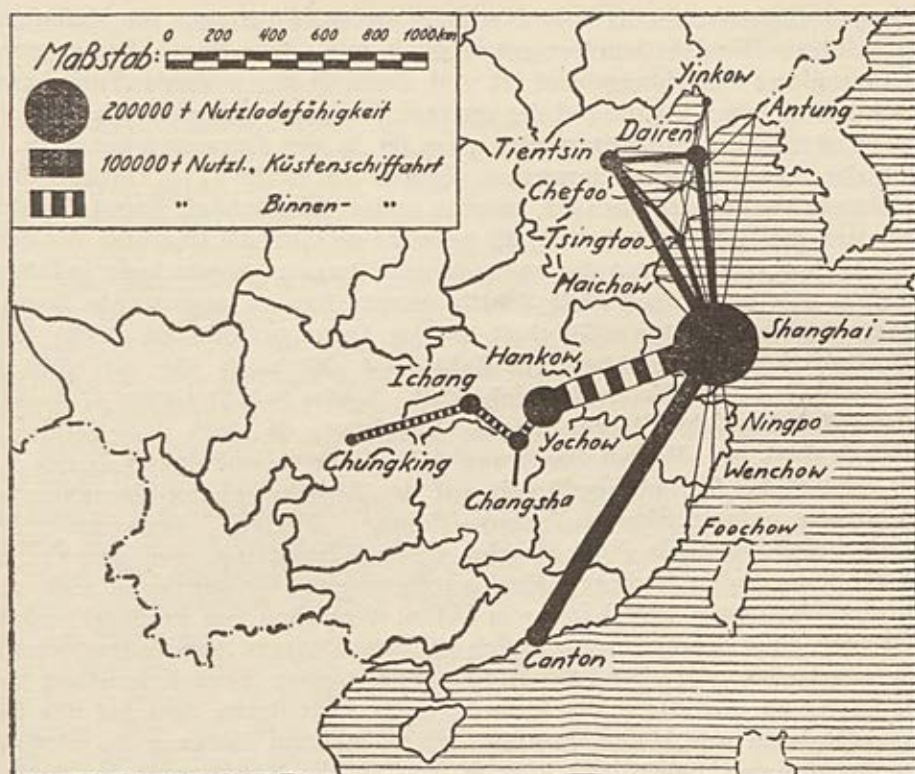 0 200 400 600 800 1000 km
Maßstab:
200000 t Nutzladefähigkeit
100000 t Nutzl., Küstenschiffahrt
" Binnen- "
Yinkow
Antung
Dairen
Tientsin
Chefoo
Tsingtao
Haichow
Shanghai
Hankow
Ichang
Ningpo
Yochow
Chungking
Wenchow
Changsha
Foochow
Canton